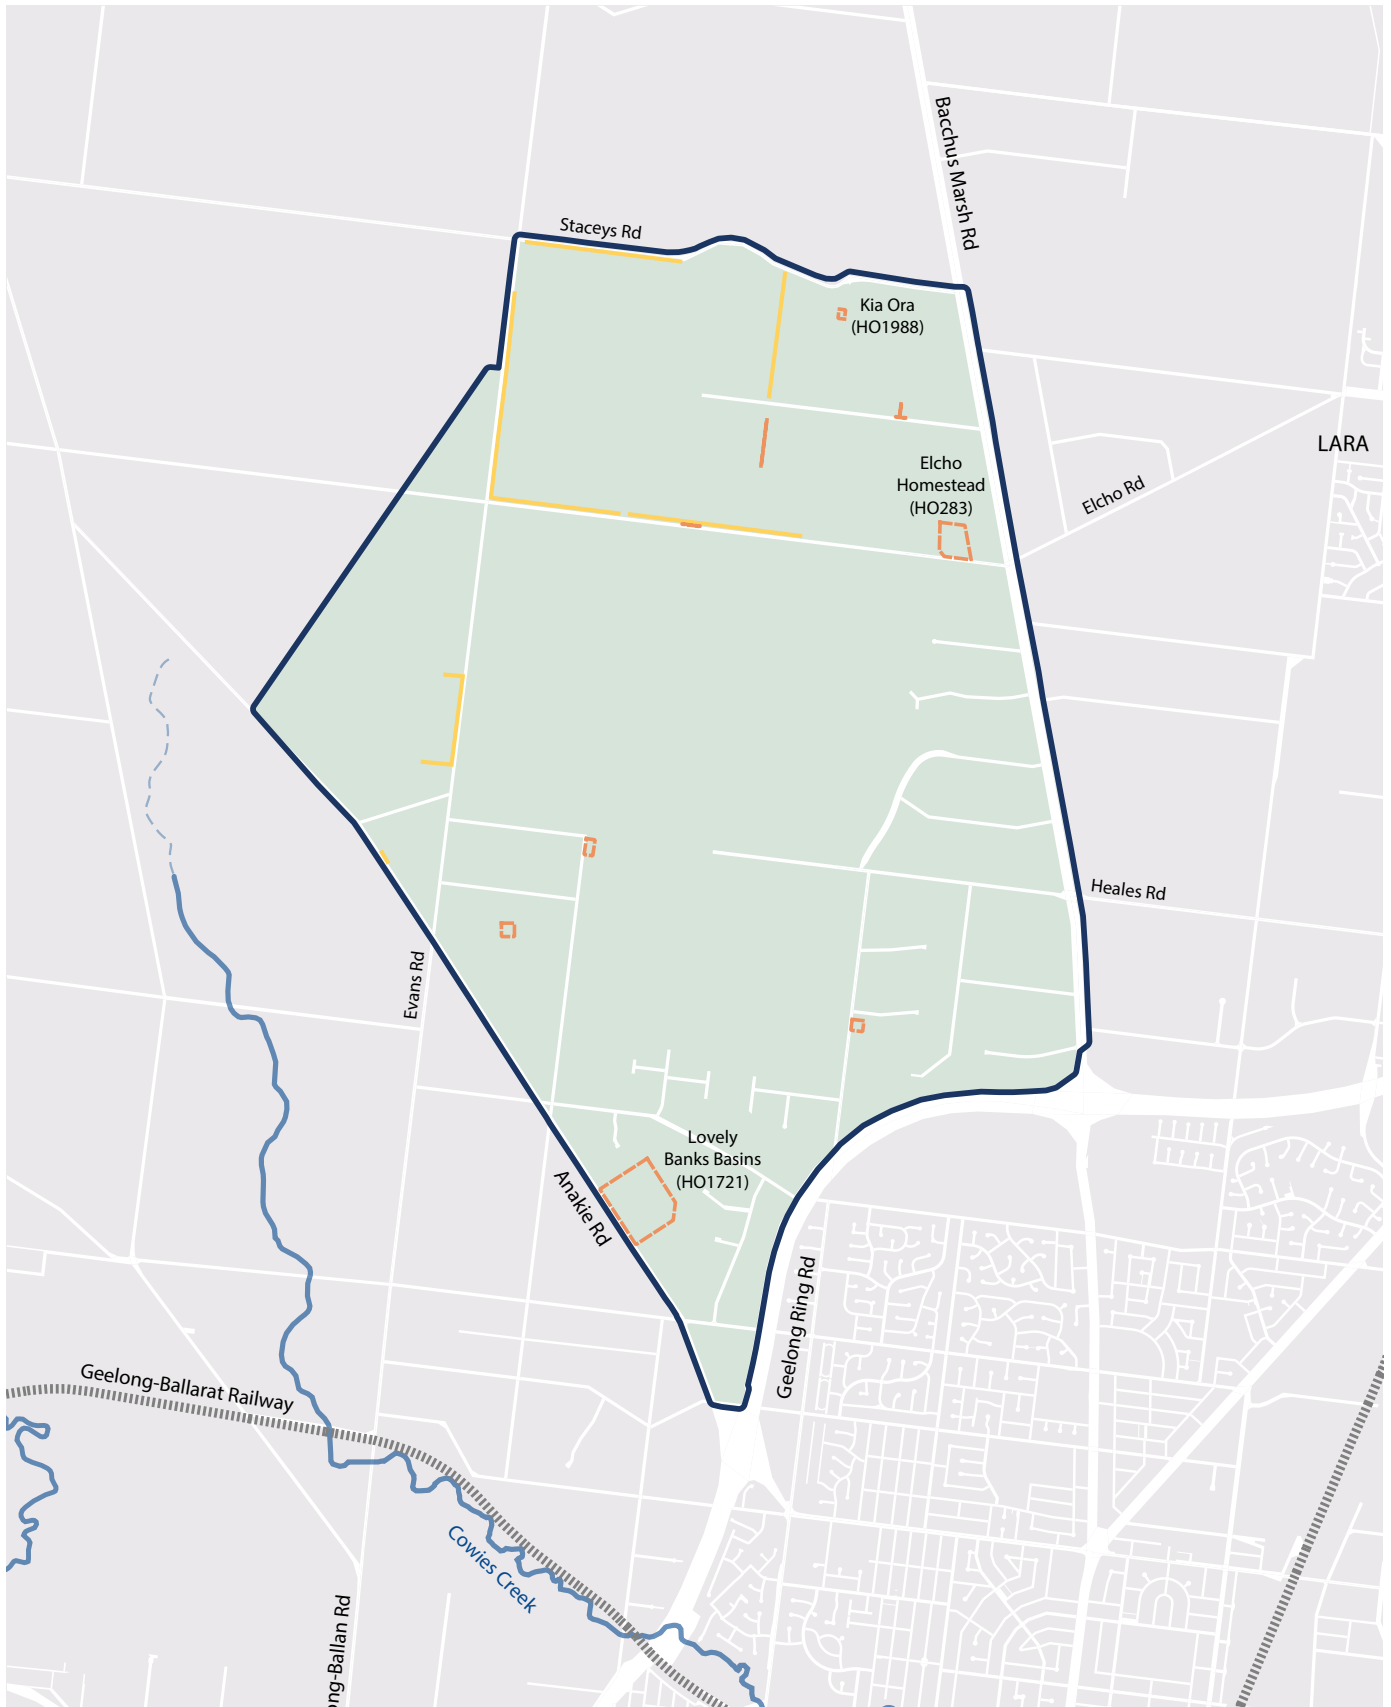 Bacchus Marsh Rd
Staceys Rd
Kia Ora
(HO1988)
LARA
Elcho
Homestead
(HO283)
Elcho Rd
Heales Rd
Evans Rd
Lovely
Banks Basins
(HO1721)
Anakie Rd
Geelong Ring Rd
Geelong-Ballarat Railway
Cowies Creek
ong-Ballan Rd